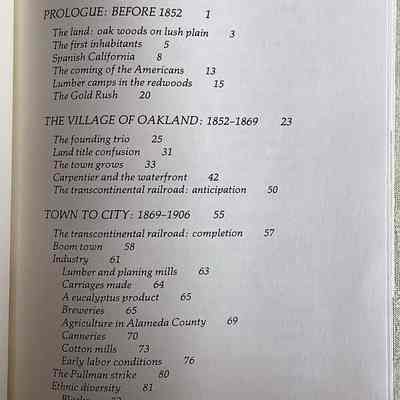 PROLOGUE: BEFORE 1852 1
The land: oak woods on lush plain 3
The first inhabitants 5
Spanish California 8
The coming of the Americans 13
Lumber camps in the redwoods 15
The Gold Rush 20
THE VILLAGE OF OAKLAND: 1852-1869 23
The founding trio 25
Land title confusion 31
The town grows 33
Carpentier and the waterfront 42
The transcontinental railroad: anticipation 50
TOWN TO CITY: 1869-1906 55
The transcontinental railroad: completion 57
Boom town 58
Industry 61
Lumber and planing mills 63
Carriages made 64
A eucalyptus product 65
Breweries 65
Agriculture in Alameda County 69
Canneries 70
Cotton mills 73
Early labor conditions 76
The Pullman strike 80
Ethnic diversity 81